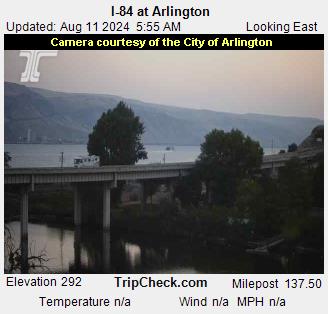 I-84 at Arlington
Updated: Aug 11 2024 5:55 AM Looking East
Camera courtesy of the City of Arlington
Elevation 292 TripCheck.com Milepost 137.50
Temperature n/a Wind n/a MPH n/a